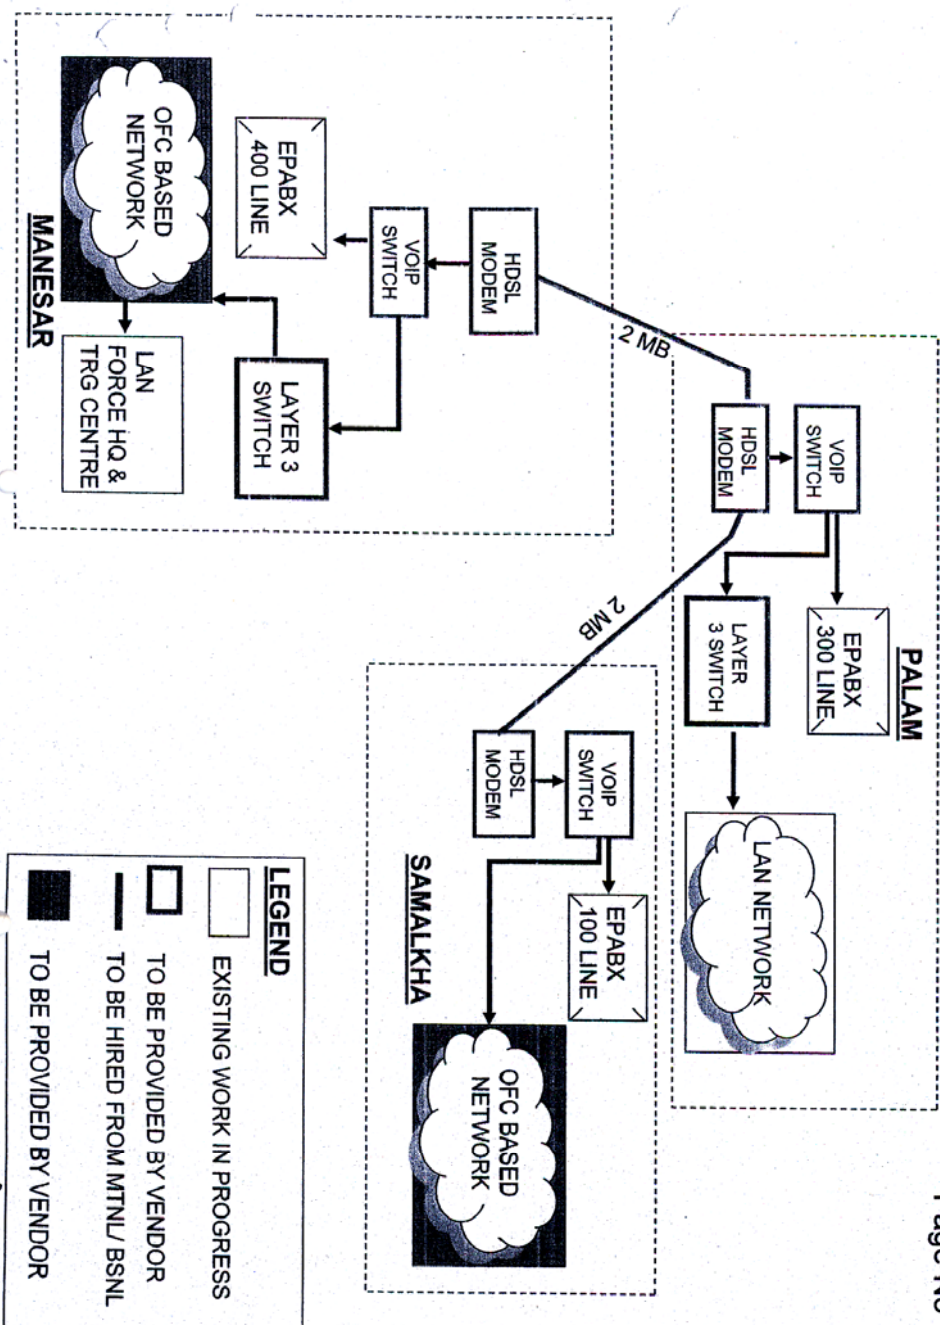 Page No
PALAM
VOIP
SWITCH
EPABX
300 LINE
HDSL
MODEM
LAYER
3 SWITCH
LAN NETWORK
2 MB
2 MB
HDSL
MODEM
VOIP
SWITCH
EPABX
400 LINE
LAYER 3
SWITCH
OFC BASED
NETWORK
LAN
FORCE HQ &
TRG CENTRE
MANESAR
VOIP
SWITCH
EPABX
100 LINE
HDSL
MODEM
OFC BASED
NETWORK
SAMALKHA
LEGEND
EXISTING WORK IN PROGRESS
TO BE PROVIDED BY VENDOR
TO BE HIRED FROM MTNL/ BSNL
TO BE PROVIDED BY VENDOR